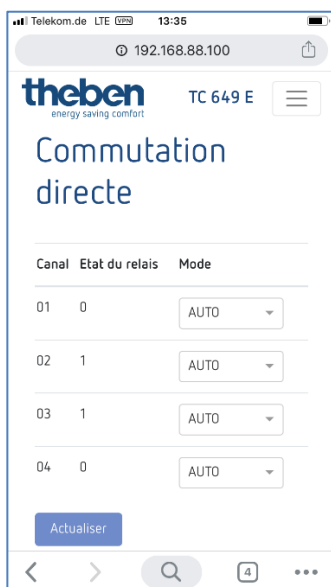 Telekom.de LTE VPN 13:35
192.168.88.100
theben TC 649 E
energy saving comfort
Commutation
directe
Canal Etat du relais Mode
01 0 AUTO
02 1 AUTO
03 1 AUTO
04 0 AUTO
Actualiser
4